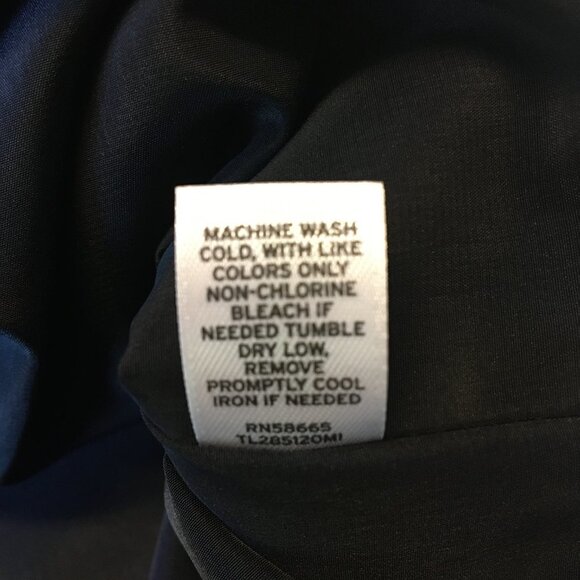 MACHINE WASH
COLD, WITH LIKE
COLORS ONLY
NON-CHLORINE
BLEACH IF
NEEDED TUMBLE
DRY LOW,
REMOVE
PROMPTLY COOL
IRON IF NEEDED
RN58665
TL285120M1